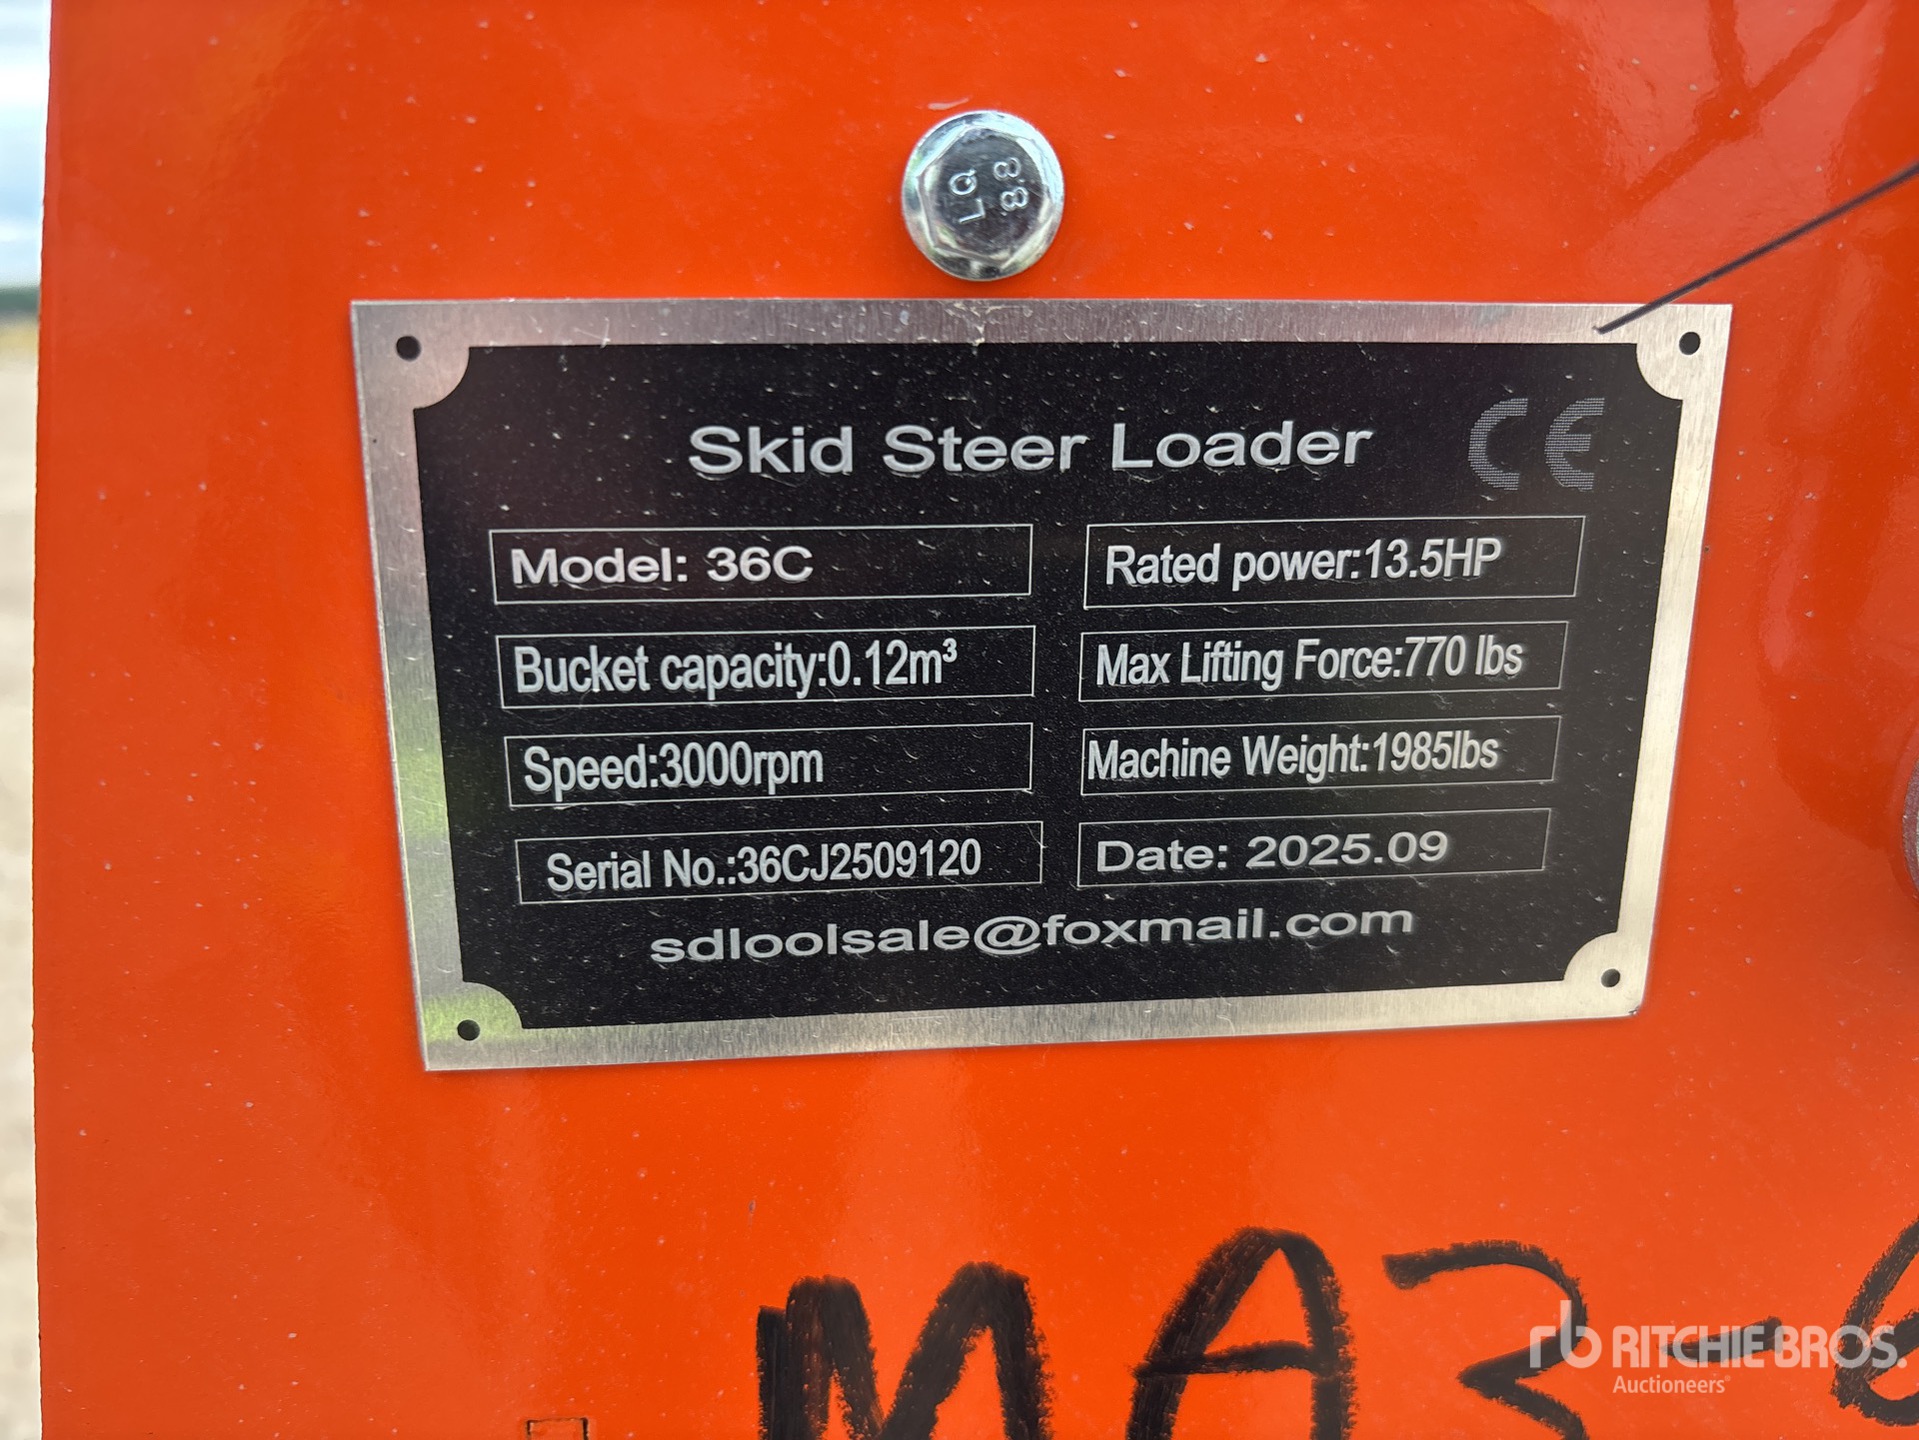 LQ
8.8
Skid Steer Loader CE
Model: 36C
Rated power:13.5HP
Bucket capacity:0.12m³
Max Lifting Force:770 lbs
Speed:3000rpm
Machine Weight:1985lbs
Serial No.:36CJ2509120
Date: 2025.09
sdloolsale@foxmail.com
MA3-
rb RITCHIE BROS.
Auctioneers